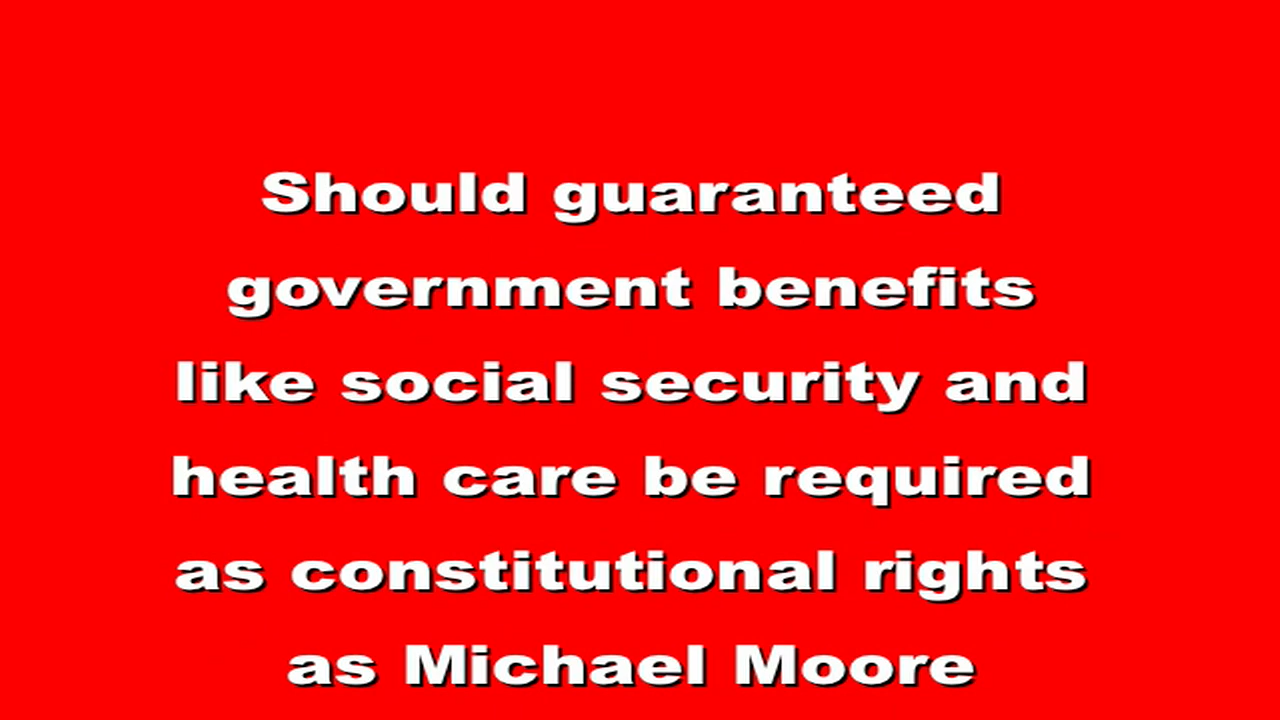 Should guaranteed
government benefits
like social security and
health care be required
as constitutional rights
as Michael Moore